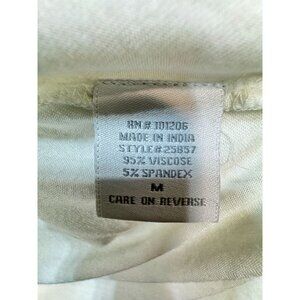 RN# 101206
MADE IN INDIA
STYLE# 25857
95% VISCOSE
5% SPANDEX
M
CARE ON REVERSE